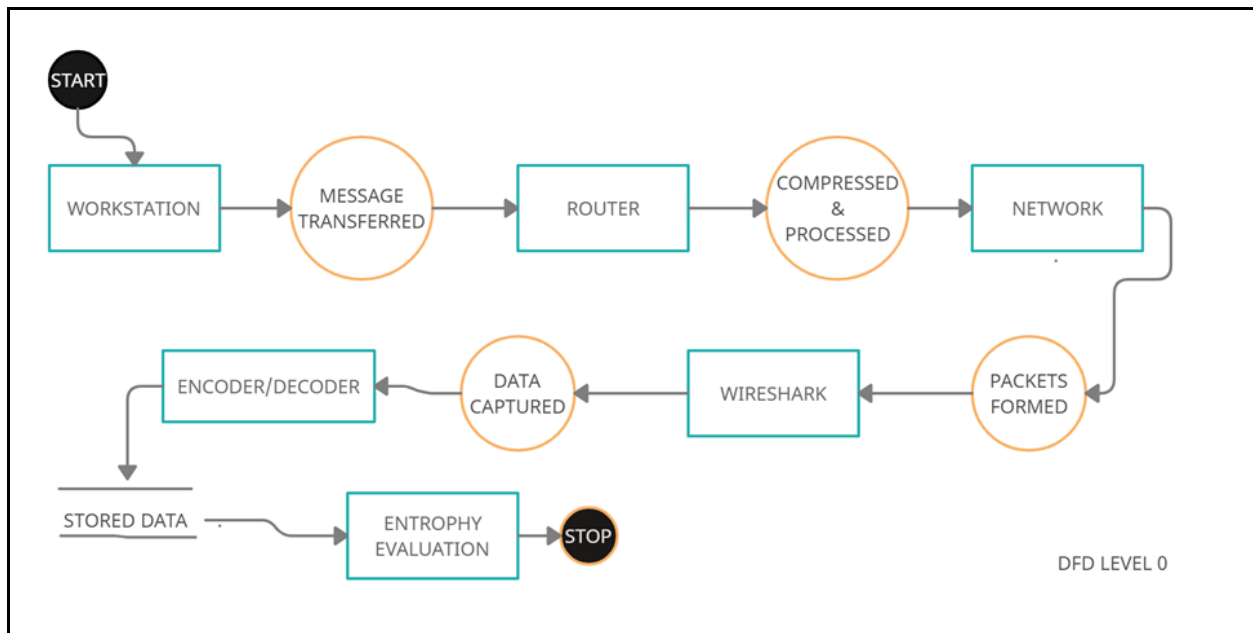 START
WORKSTATION
MESSAGE
TRANSFERRED
ROUTER
COMPRESSED
&
PROCESSED
NETWORK
ENCODER/DECODER
DATA
CAPTURED
WIRESHARK
PACKETS
FORMED
STORED DATA
ENTROPHY
EVALUATION
STOP
DFD LEVEL 0